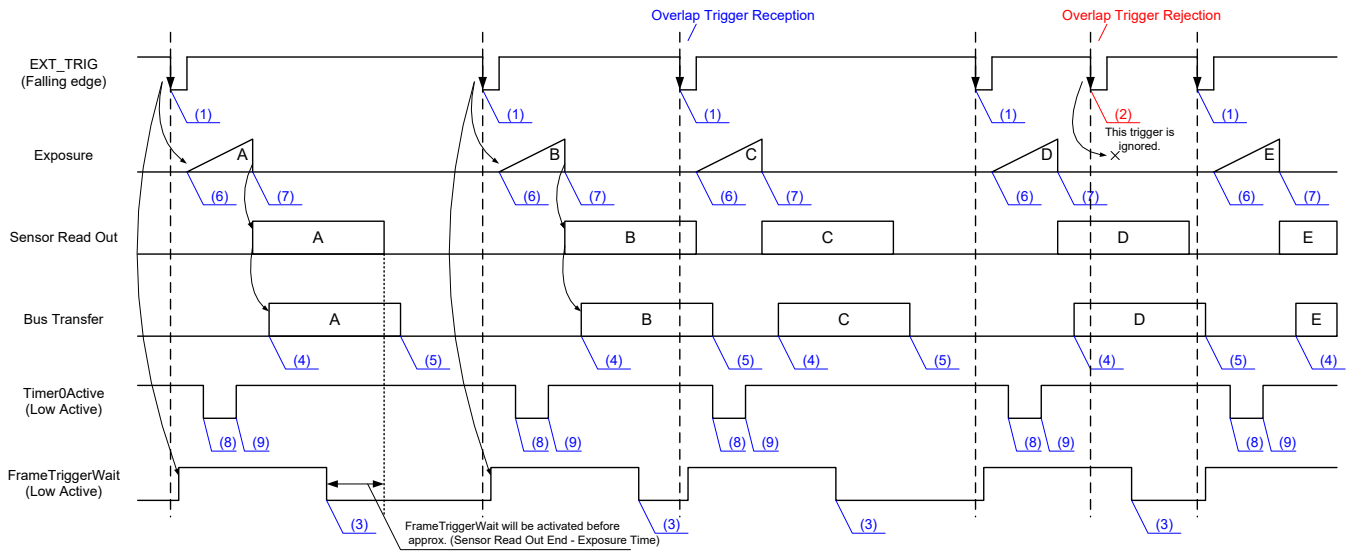 Overlap Trigger Reception
Overlap Trigger Rejection
EXT_TRIG
(Falling edge)
(1)
(1)
(1)
(1)
(2)
(1)
This trigger is
ignored.
Exposure
A
B
C
D
E
(6)
(7)
(6)
(7)
(6)
(7)
(6)
(7)
(6)
(7)
Sensor Read Out
A
B
C
D
E
Bus Transfer
A
B
C
D
E
(4)
(5)
(4)
(5)
(4)
(5)
(4)
(5)
(4)
Timer0Active
(Low Active)
(8)
(9)
(8)
(9)
(8)
(9)
(8)
(9)
(8)
(9)
FrameTriggerWait
(Low Active)
(3)
(3)
(3)
(3)
FrameTriggerWait will be activated before
approx. (Sensor Read Out End - Exposure Time)